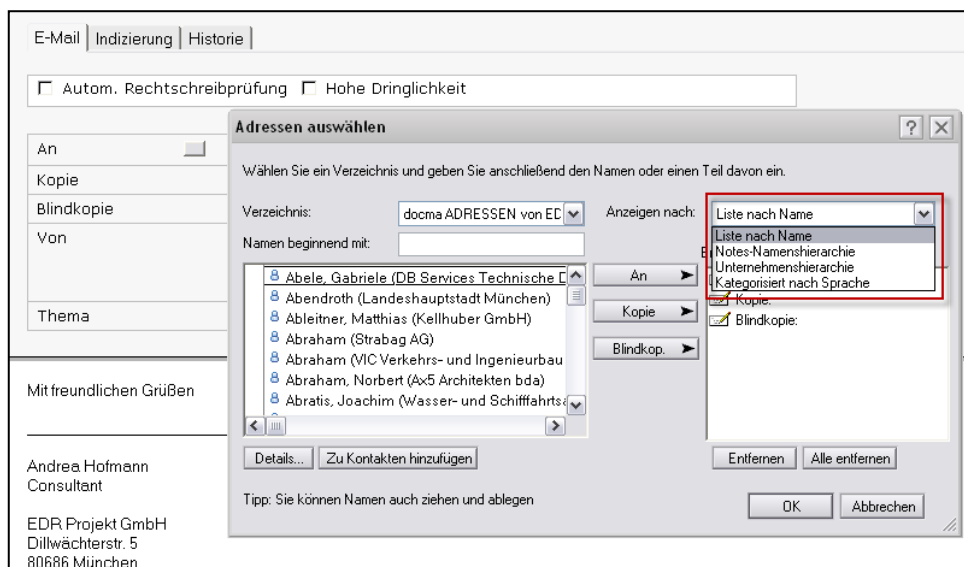 E-Mail Indizierung Historie
Autom. Rechtschreibprüfung Hohe Dringlichkeit
Adressen auswählen
An
Kopie
Blindkopie
Von
Thema
Wählen Sie ein Verzeichnis und geben Sie anschließend den Namen oder einen Teil davon ein.
Verzeichnis: docma ADRESSEN von ED Anzeigen nach: Liste nach Name
Namen beginnend mit:
Liste nach Name
Notes-Namenshierarchie
Unternehmenshierarchie
Kategorisiert nach Sprache
Abele, Gabriele (DB Services Technische D
Abendroth (Landeshauptstadt München)
Ableitner, Matthias (Kellhuber GmbH)
Abraham (Strabag AG)
Abraham (VIC Verkehrs- und Ingenieurbau
Abraham, Norbert (Ax5 Architekten bda)
Abratis, Joachim (Wasser- und Schifffahrtsa
An
Kopie
Blindkop.
Kopie:
Blindkopie:
Details... Zu Kontakten hinzufügen Entfernen Alle entfernen
Tipp: Sie können Namen auch ziehen und ablegen
OK Abbrechen
Mit freundlichen Grüßen
Andrea Hofmann
Consultant
EDR Projekt GmbH
Dillwächterstr. 5
80686 München